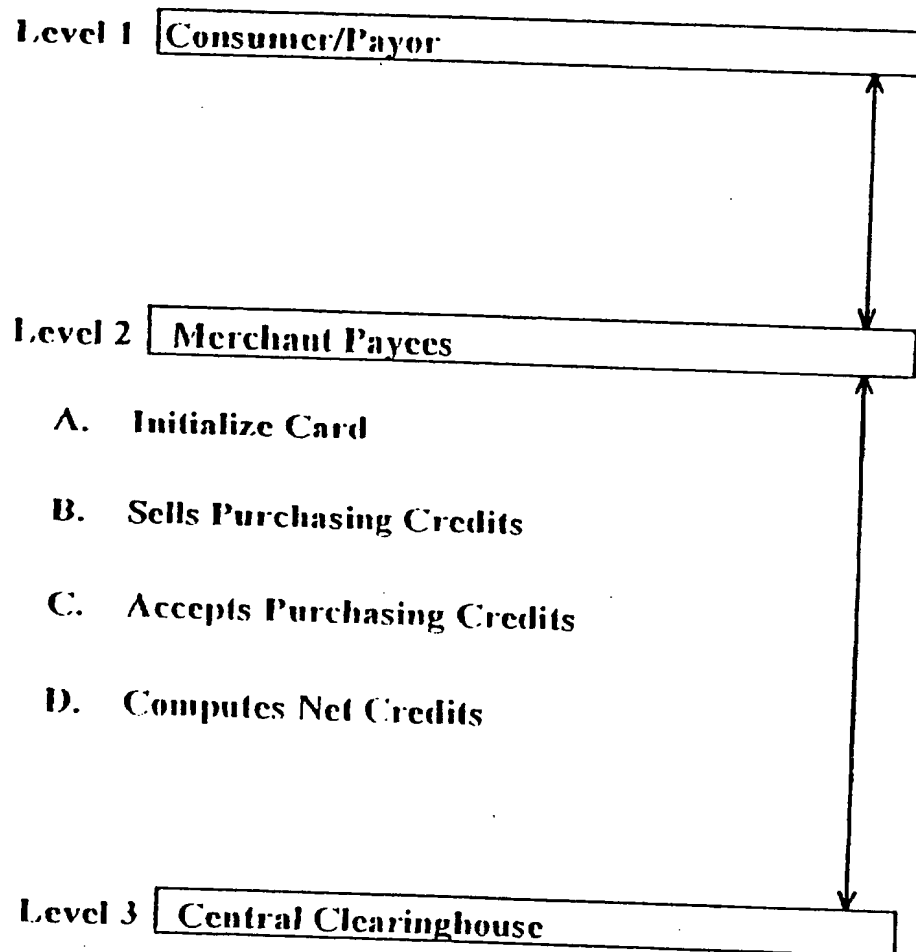 Level 1 Consumer/Payor
Level 2 Merchant Payees
A. Initialize Card
B. Sells Purchasing Credits
C. Accepts Purchasing Credits
D. Computes Net Credits
Level 3 Central Clearinghouse